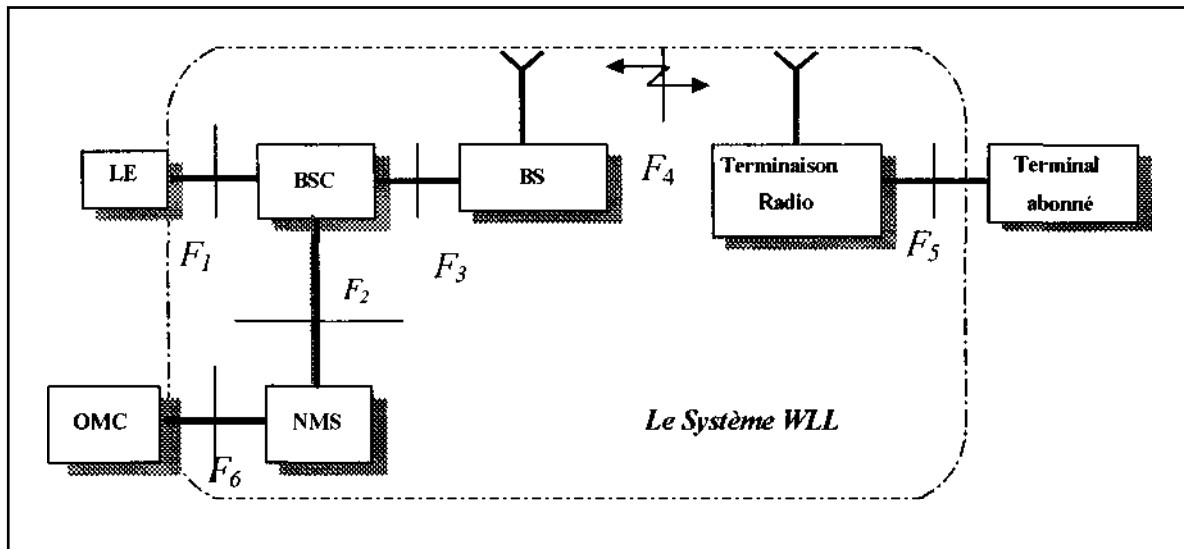 LE
BSC
BS
F4
Terminaison
Radio
Terminal
abonné
F1
F3
F5
F2
OMC
NMS
Le Système WLL
F6